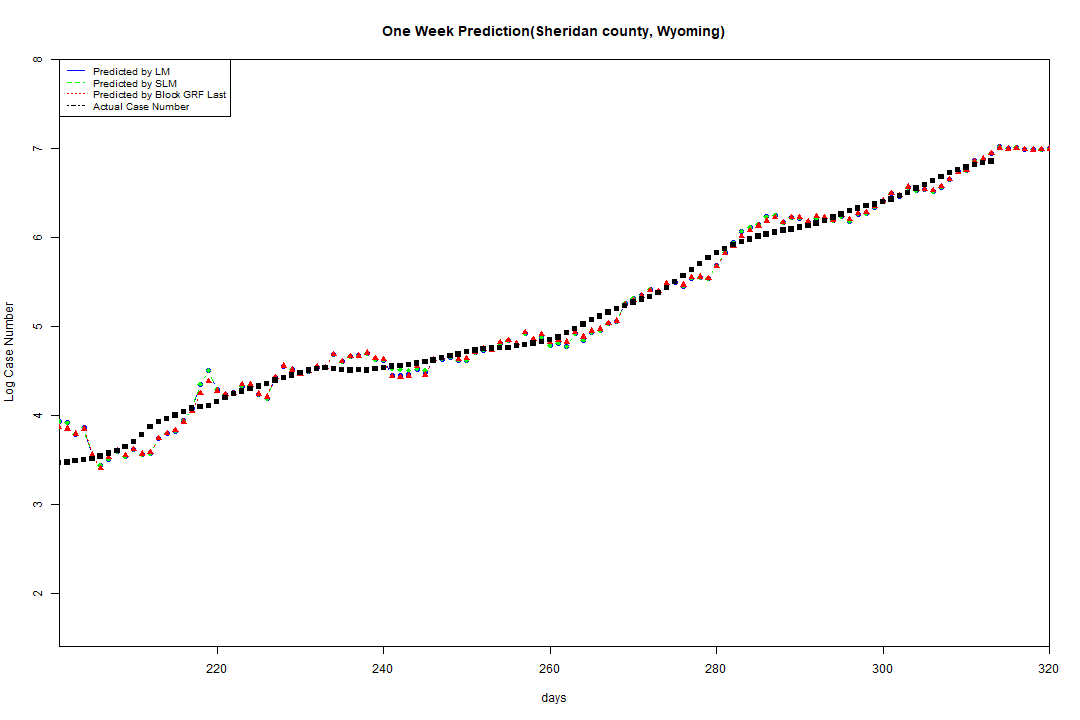 One Week Prediction(Sheridan county, Wyoming)
Predicted by LM
Predicted by SLM
Predicted by Block GRF Last
Actual Case Number
8
7
6
5
4
3
2
Log Case Number
220 240 260 280 300 320
days